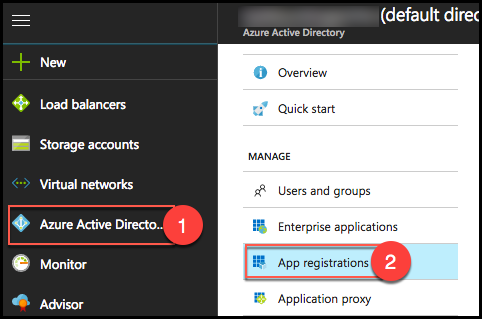 (default direc
Azure Active Directory
New
Load balancers
Storage accounts
Virtual networks
Azure Active Directo...
1
Monitor
Advisor
Overview
Quick start
MANAGE
Users and groups
Enterprise applications
App registrations
2
Application proxy